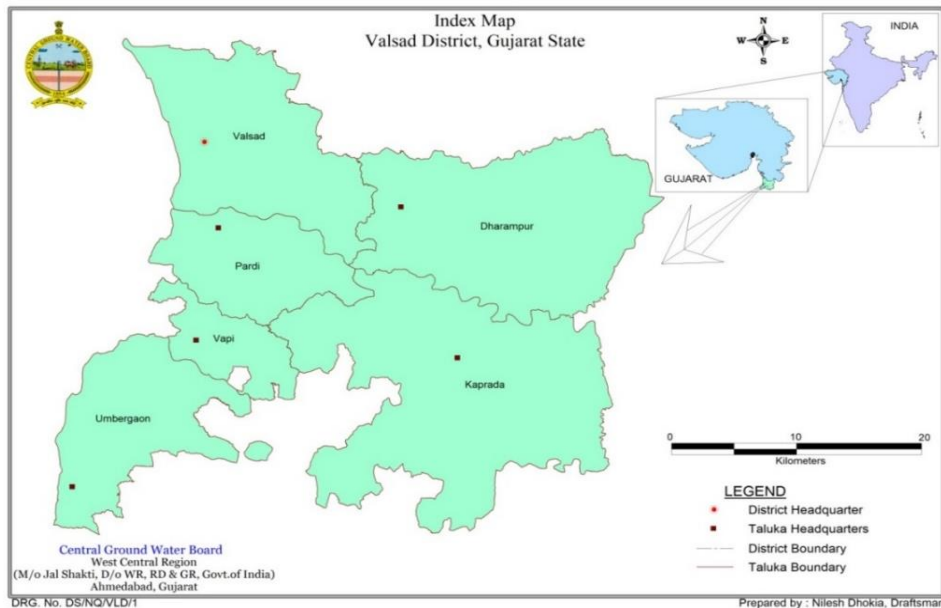 Index Map
Valsad District, Gujarat State
N
W E
S
INDIA
GUJARAT
Valsad
Dharampur
Pardi
Vapi
Kaprada
Umbergaon
0 10 20
Kilometers
LEGEND
District Headquarter
Taluka Headquarters
District Boundary
Taluka Boundary
Central Ground Water Board
West Central Region
(M/o Jal Shakti, D/o WR, RD & GR, Govt.of India)
Ahmedabad, Gujarat
DRG. No. DS/NQ/VLD/1
Prepared by : Nilesh Dhokia, Draftsman